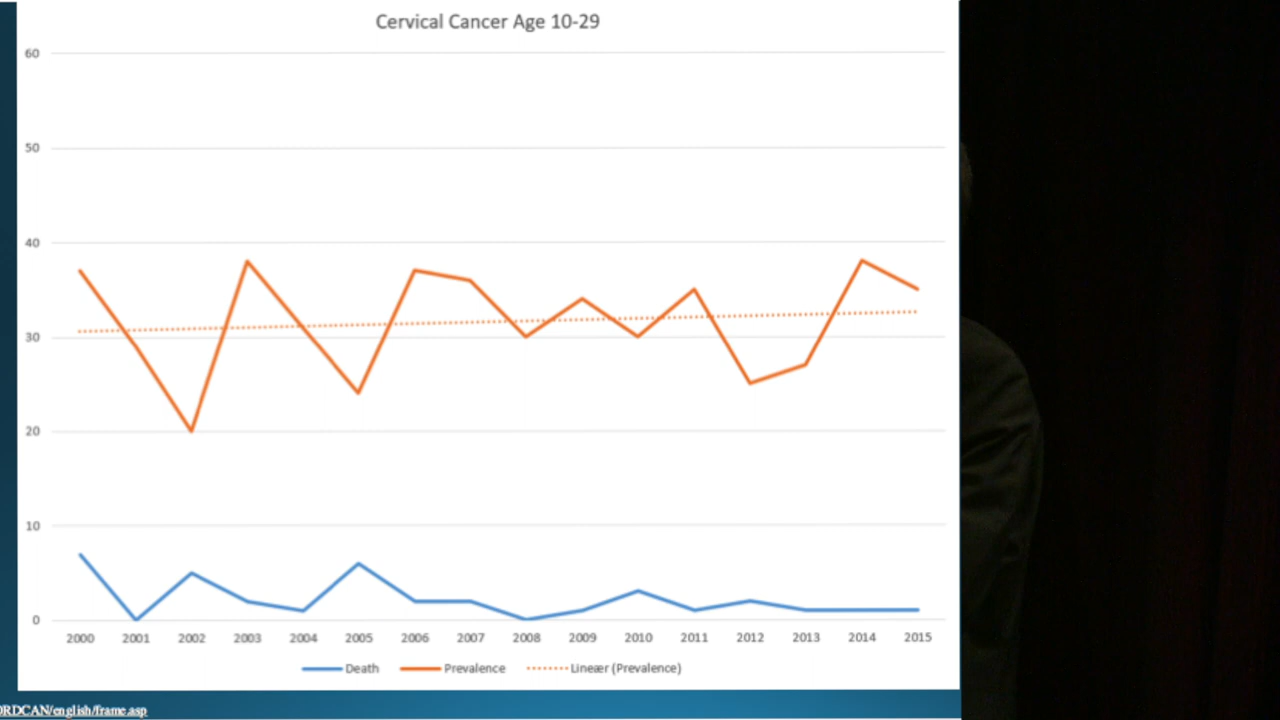 Cervical Cancer Age 10-29
60
50
40
30
20
10
0
2000 2001 2002 2003 2004 2005 2006 2007 2008 2009 2010 2011 2012 2013 2014 2015
Death Prevalence Lineær (Prevalence)
ORDCAN/english/frame.asp